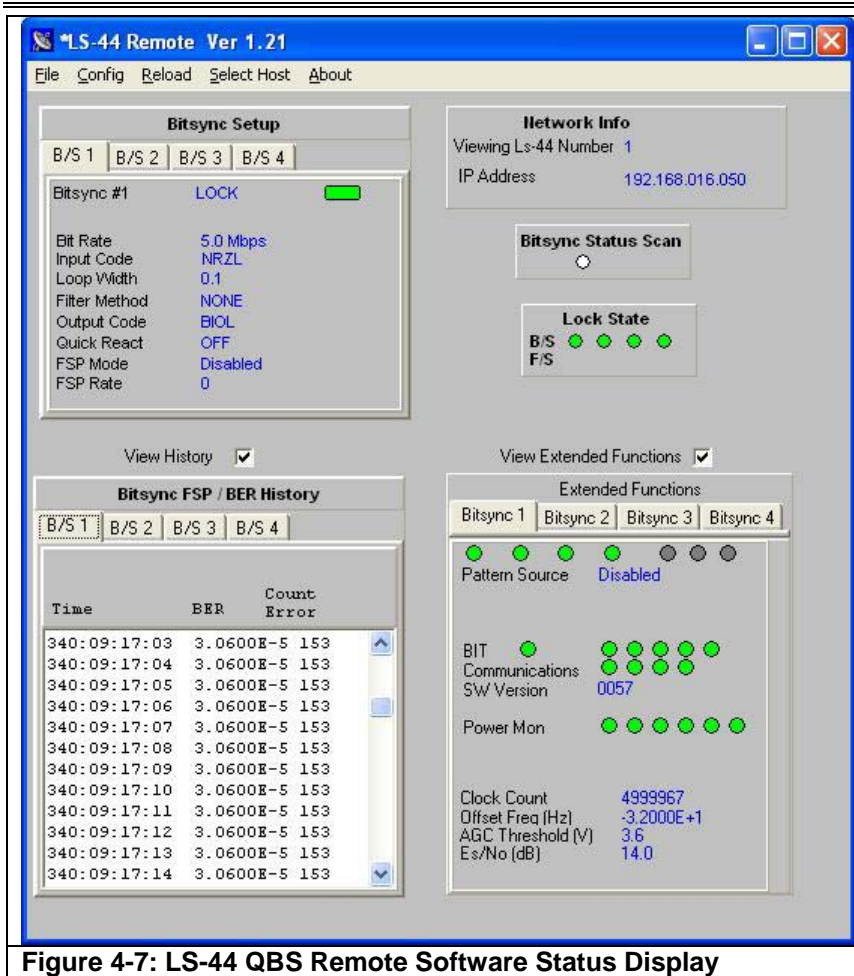 *LS-44 Remote Ver 1.21
File Config Reload Select Host About
Bitsync Setup
B/S 1 B/S 2 B/S 3 B/S 4
Bitsync #1 LOCK
Bit Rate 5.0 Mbps
Input Code NRZL
Loop Width 0.1
Filter Method NONE
Output Code BIOL
Quick React OFF
FSP Mode Disabled
FSP Rate 0
Network Info
Viewing Ls-44 Number 1
IP Address 192.168.016.050
Bitsync Status Scan
Lock State
B/S
F/S
View History
Bitsync FSP / BER History
B/S 1 B/S 2 B/S 3 B/S 4
Time BER Count Error
340:09:17:03 3.0600E-5 153
340:09:17:04 3.0600E-5 153
340:09:17:05 3.0600E-5 153
340:09:17:06 3.0600E-5 153
340:09:17:07 3.0600E-5 153
340:09:17:08 3.0600E-5 153
340:09:17:09 3.0600E-5 153
340:09:17:10 3.0600E-5 153
340:09:17:11 3.0600E-5 153
340:09:17:12 3.0600E-5 153
340:09:17:13 3.0600E-5 153
340:09:17:14 3.0600E-5 153
View Extended Functions
Extended Functions
Bitsync 1 Bitsync 2 Bitsync 3 Bitsync 4
Pattern Source Disabled
BIT
Communications
SW Version 0057
Power Mon
Clock Count 4999967
Offset Freq (Hz) -3.2000E+1
AGC Threshold (V) 3.6
Es/No (dB) 14.0
Figure 4-7: LS-44 QBS Remote Software Status Display